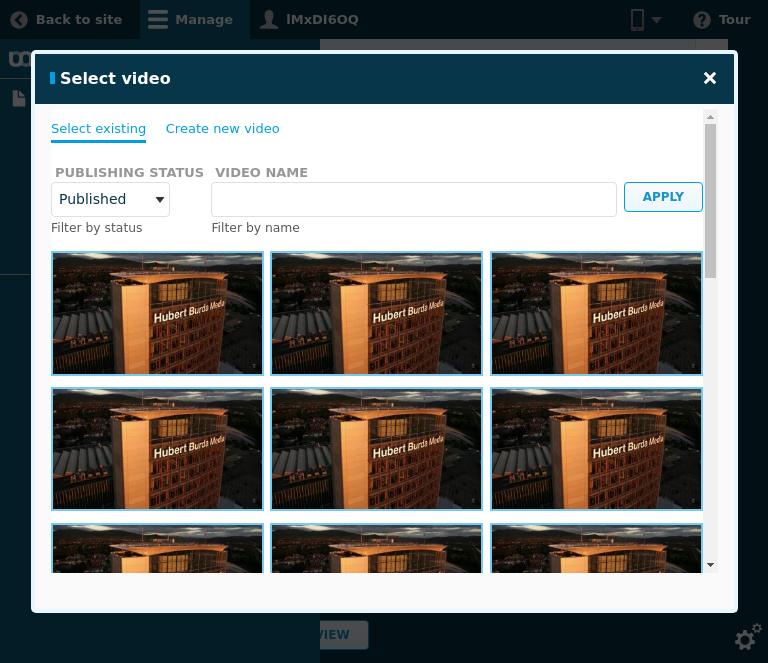 Back to site
Manage
lMxDI6OQ
Tour
Select video
Select existing
Create new video
PUBLISHING STATUS
VIDEO NAME
Published
APPLY
Filter by status
Filter by name
Hubert Burda Media
Hubert Burda Media
Hubert Burda Media
Hubert Burda Media
Hubert Burda Media
Hubert Burda Media
VIEW